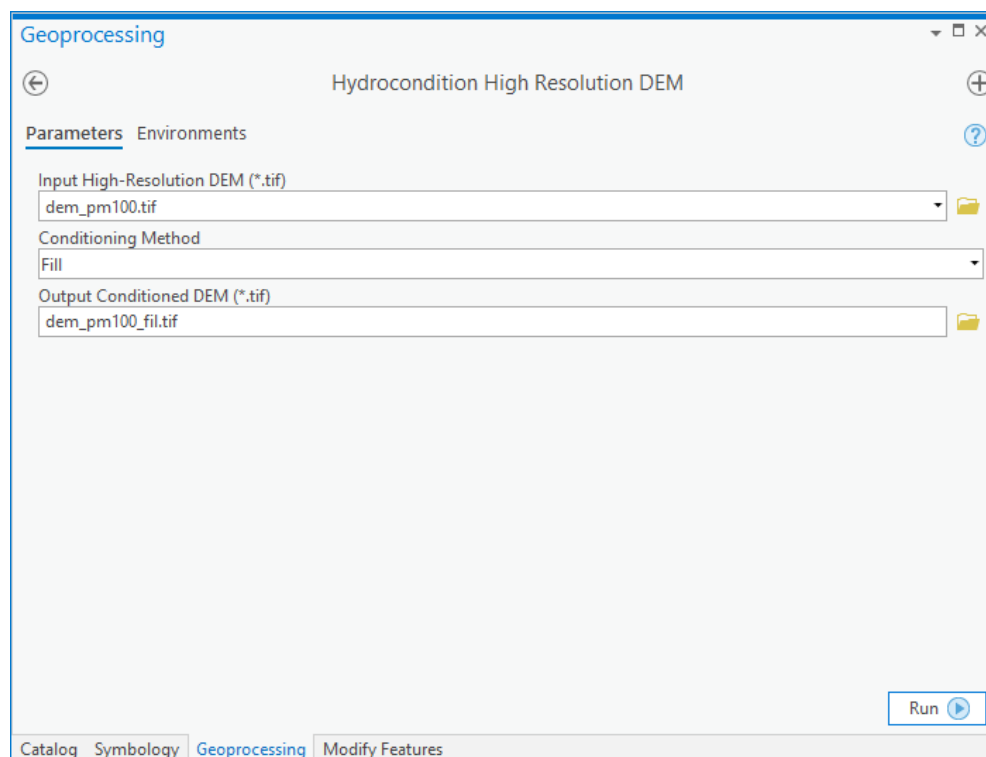 Geoprocessing
Hydrocondition High Resolution DEM
Parameters Environments
Input High-Resolution DEM (*.tif)
dem_pm100.tif
Conditioning Method
Fill
Output Conditioned DEM (*.tif)
dem_pm100_fil.tif
Run
Catalog Symbology Geoprocessing Modify Features